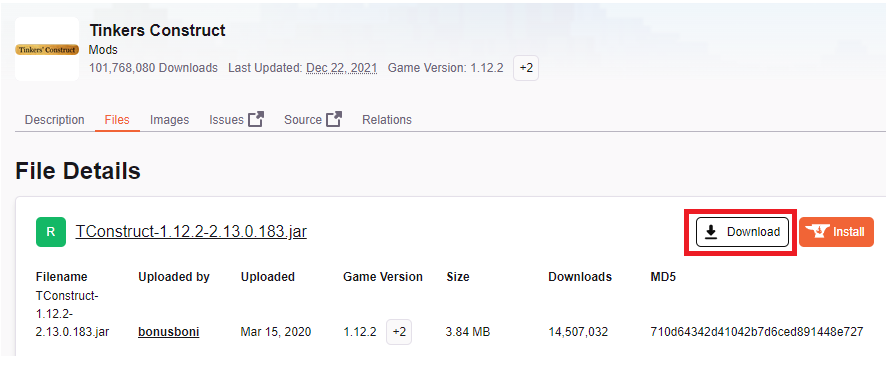 Tinkers' Construct
Tinkers Construct
Mods
101,768,080 Downloads Last Updated: Dec 22, 2021 Game Version: 1.12.2 +2
Description Files Images Issues Source Relations
File Details
R TConstruct-1.12.2-2.13.0.183.jar Download Install
Filename Uploaded by Uploaded Game Version Size Downloads MD5
TConstruct-
1.12.2-
2.13.0.183.jar bonusboni Mar 15, 2020 1.12.2 +2 3.84 MB 14,507,032 710d64342d41042b7d6ced891448e727